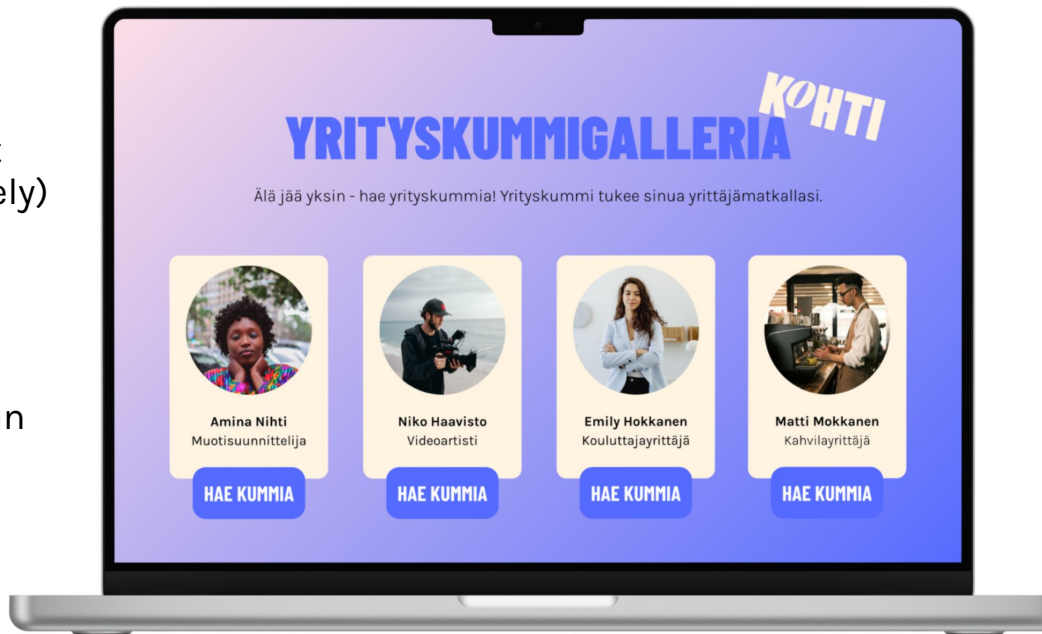 ely)
n
KOHTI
YRITYSKUMMIGALLERIA
Älä jää yksin - hae yrityskummia! Yrityskummi tukee sinua yrittäjämatkallasi.
Amina Nihti
Muotisuunnittelija
HAE KUMMIA
Niko Haavisto
Videoartisti
HAE KUMMIA
Emily Hokkanen
Kouluttajayrittäjä
HAE KUMMIA
Matti Mokkanen
Kahvilayrittäjä
HAE KUMMIA